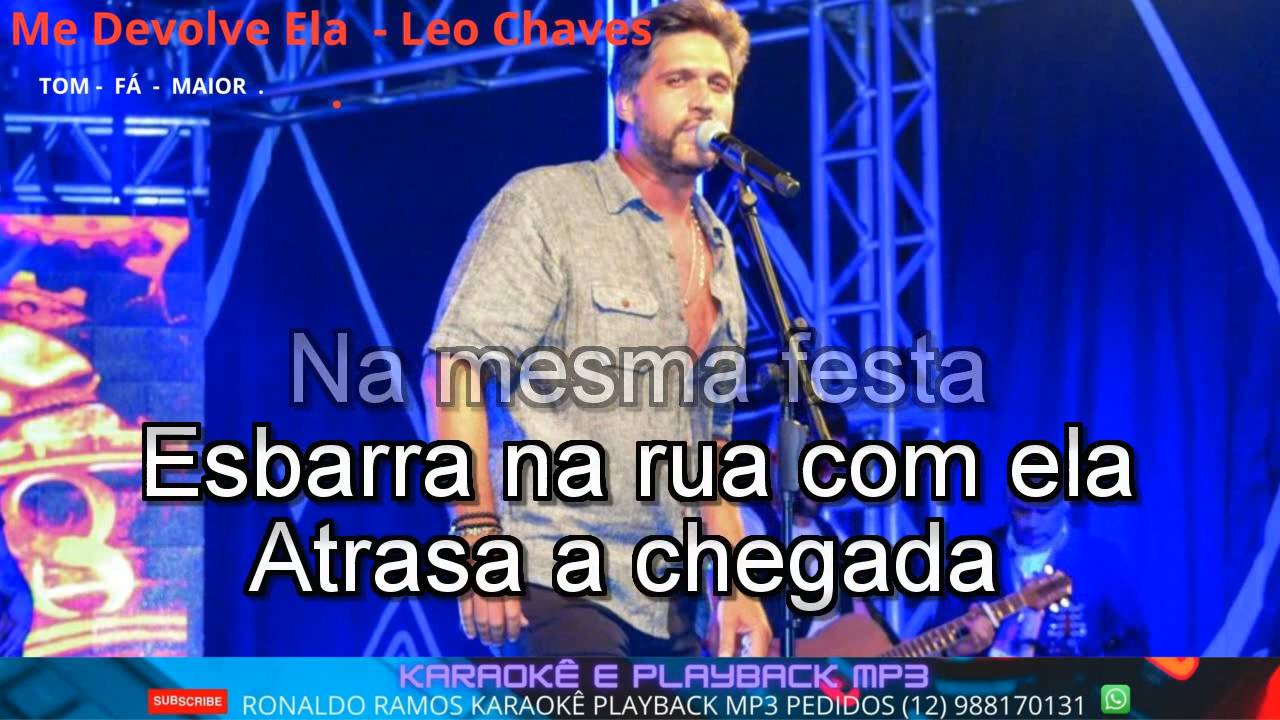 Me Devolve Ela - Leo Chaves
TOM - FÁ - MAIOR .
Na mesma festa
Esbarra na rua com ela
Atrasa a chegada
KARAOKÊ E PLAYBACK MP3
SUBSCRIBE
RONALDO RAMOS KARAOKÊ PLAYBACK MP3 PEDIDOS (12) 988170131